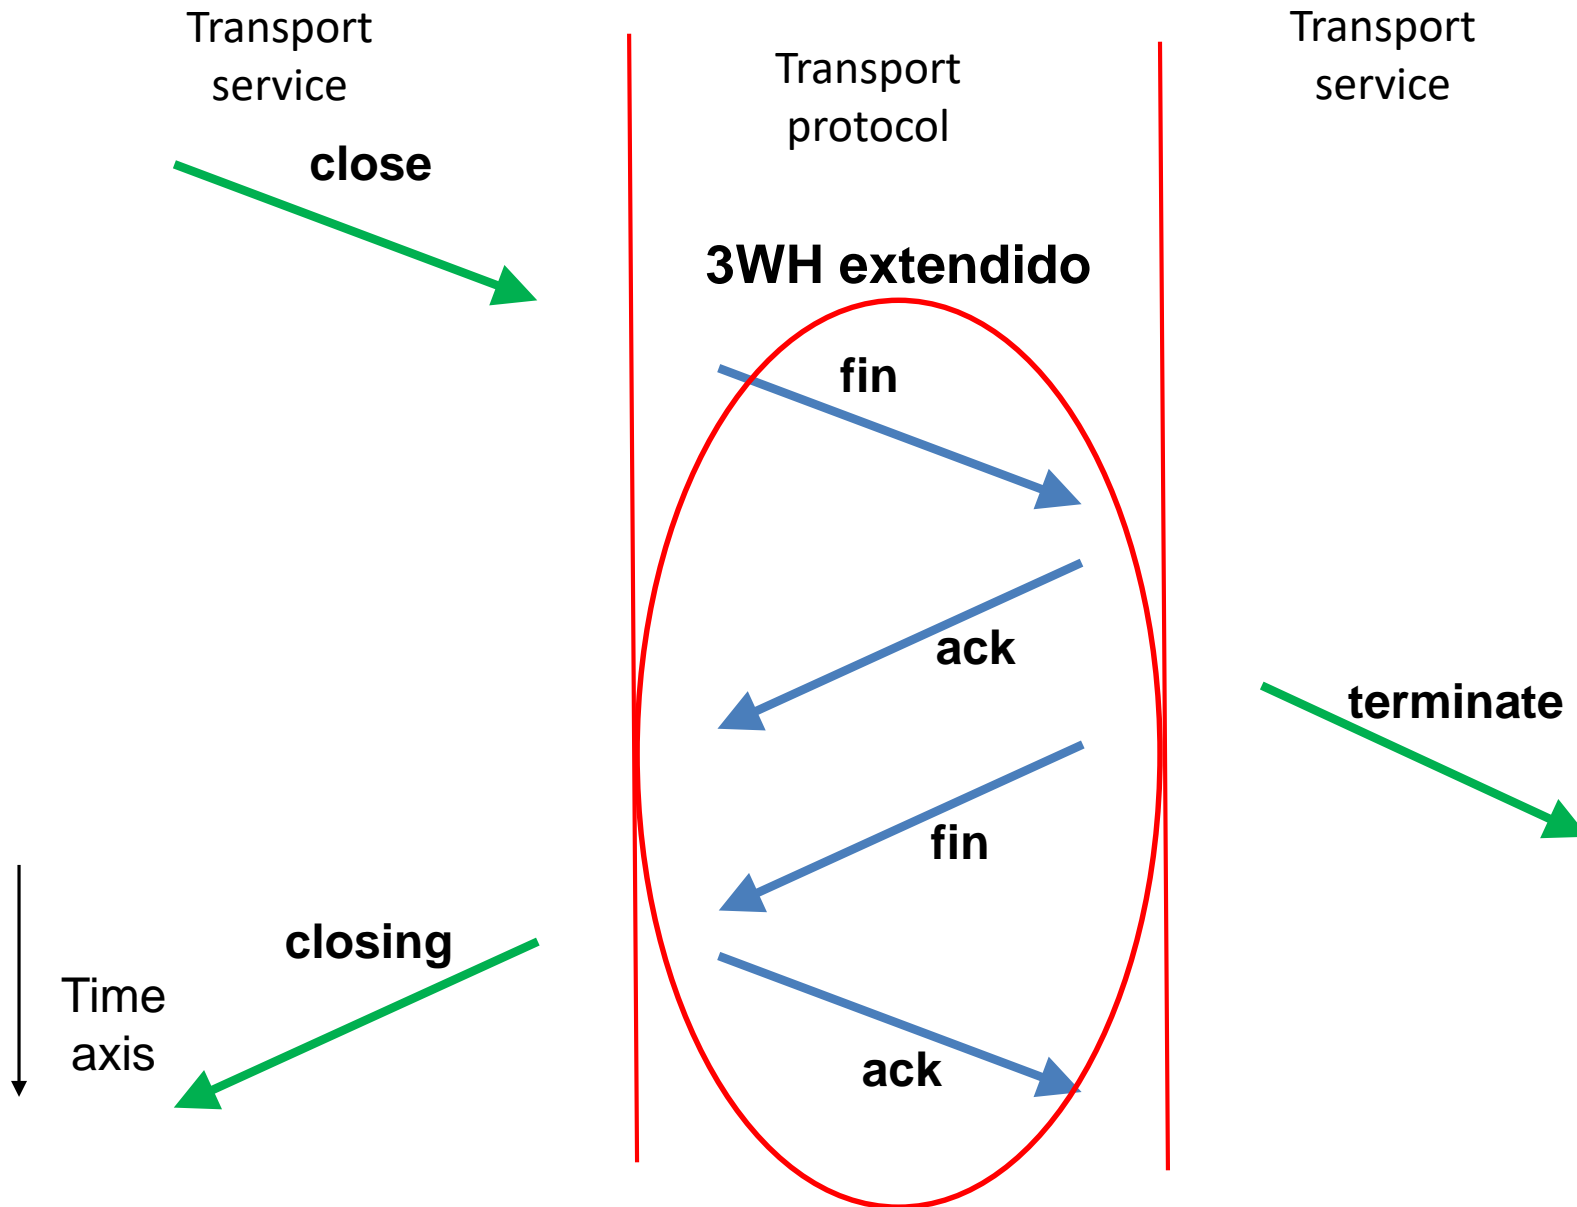 Transport
service
Transport
protocol
Transport
service
close
3WH extendido
fin
ack
terminate
fin
closing
Time
axis
ack